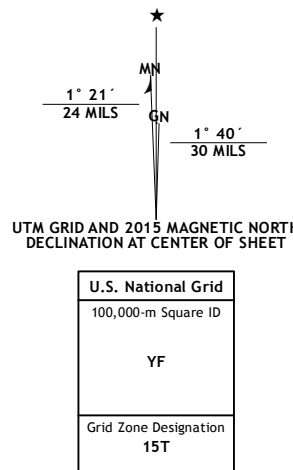 MN
1° 21´
24 MILS
GN
1° 40´
30 MILS
UTM GRID AND 2015 MAGNETIC NORTH
DECLINATION AT CENTER OF SHEET
U.S. National Grid
100,000-m Square ID
YF
Grid Zone Designation
15T